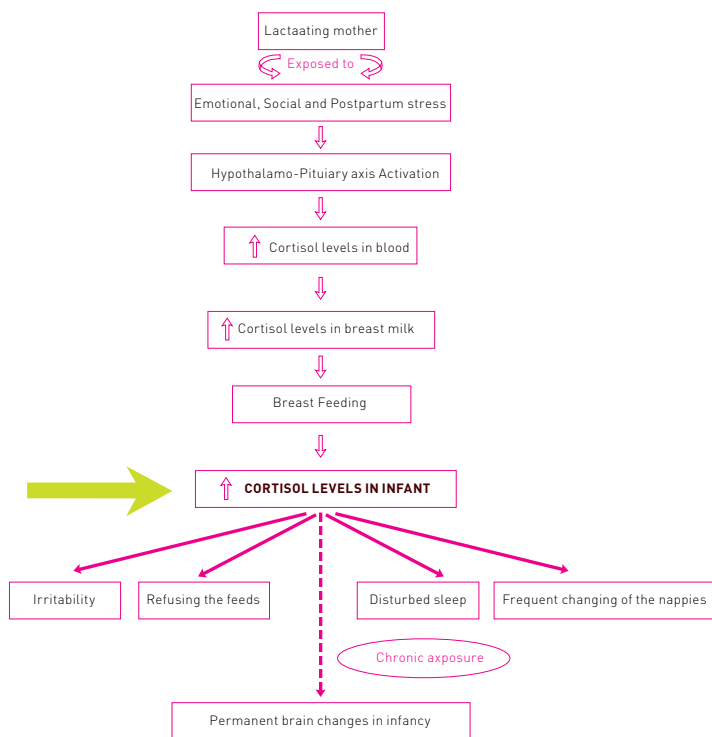 Lactaating mother
Exposed to
Emotional, Social and Postpartum stress
Hypothalamo-Pituiary axis Activation
Cortisol levels in blood
Cortisol levels in breast milk
Breast Feeding
CORTISOL LEVELS IN INFANT
Irritability
Refusing the feeds
Disturbed sleep
Frequent changing of the nappies
Chronic axposure
Permanent brain changes in infancy